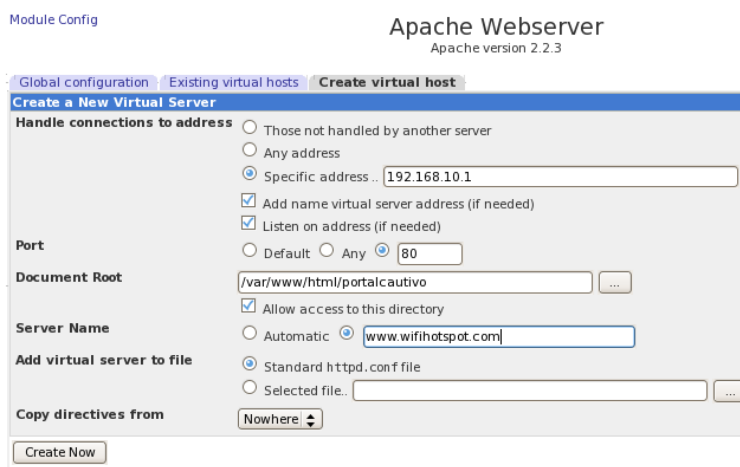 Module Config
Apache Webserver
Apache version 2.2.3
Global configuration Existing virtual hosts Create virtual host
Create a New Virtual Server
Handle connections to address
Those not handled by another server
Any address
Specific address .. 192.168.10.1
Add name virtual server address (if needed)
Listen on address (if needed)
Port Default Any 80
Document Root /var/www/html/portalcautivo ...
Allow access to this directory
Server Name Automatic www.wifihotspot.com
Add virtual server to file Standard httpd.conf file
Selected file.. ...
Copy directives from Nowhere
Create Now